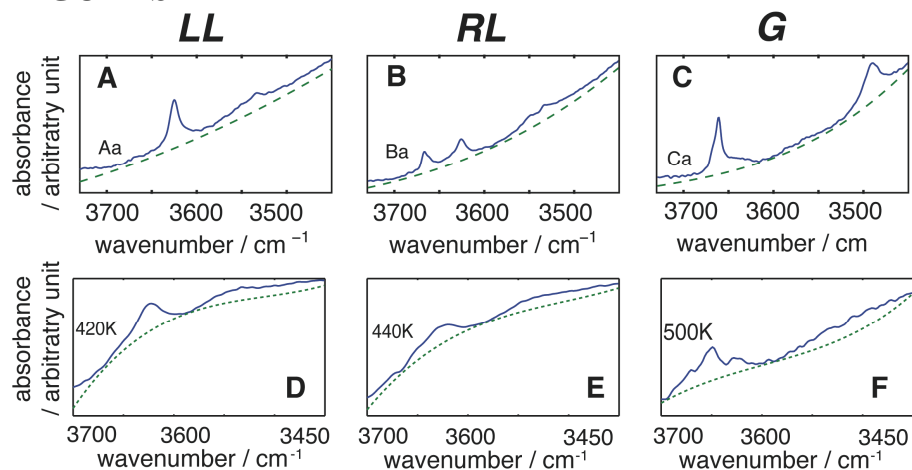 LL RL G
absorbance
/ arbitratry unit
A
Aa
3700 3600 3500
wavenumber / cm −1
B
Ba
3700 3600 3500
wavenumber / cm−1
C
Ca
3700 3600 3500
wavenumber / cm
absorbance
/ arbitratry unit
420K
D
3700 3600 3450
wavenumber / cm-1
440K
E
3700 3600 3450
wavenumber / cm-1
500K
F
3700 3600 3450
wavenumber / cm-1